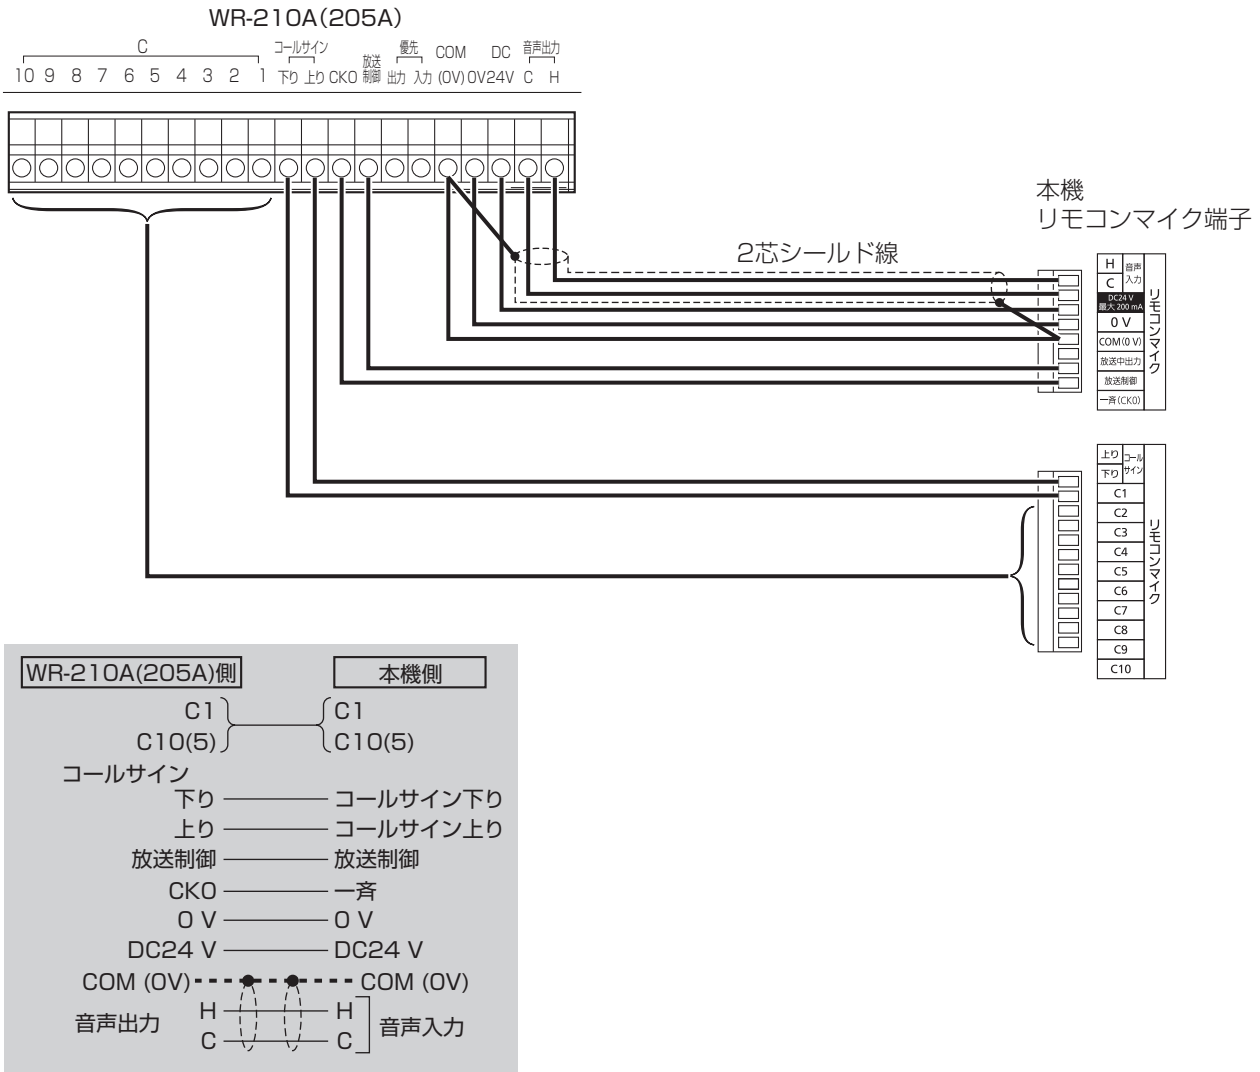 WR-210A(205A)
C
コールサイン
優先
COM
DC
音声出力
10 9 8 7 6 5 4 3 2 1 下り 上り CK0 放送制御 出力 入力 (0V) 0V 24V C H
本機
リモコンマイク端子
2芯シールド線
H
C
音声
入力
DC24 V
最大 200 mA
0 V
COM(0 V)
放送中出力
放送制御
一斉(CK0)
リモコンマイク
上り
下り
コール
サイン
C1
C2
C3
C4
C5
C6
C7
C8
C9
C10
リモコンマイク
WR-210A(205A)側 本機側
C1 C1
C10(5) C10(5)
コールサイン
下り コールサイン下り
上り コールサイン上り
放送制御 放送制御
CK0 一斉
0 V 0 V
DC24 V DC24 V
COM (0V) COM (0V)
音声出力 H H 音声入力
C C